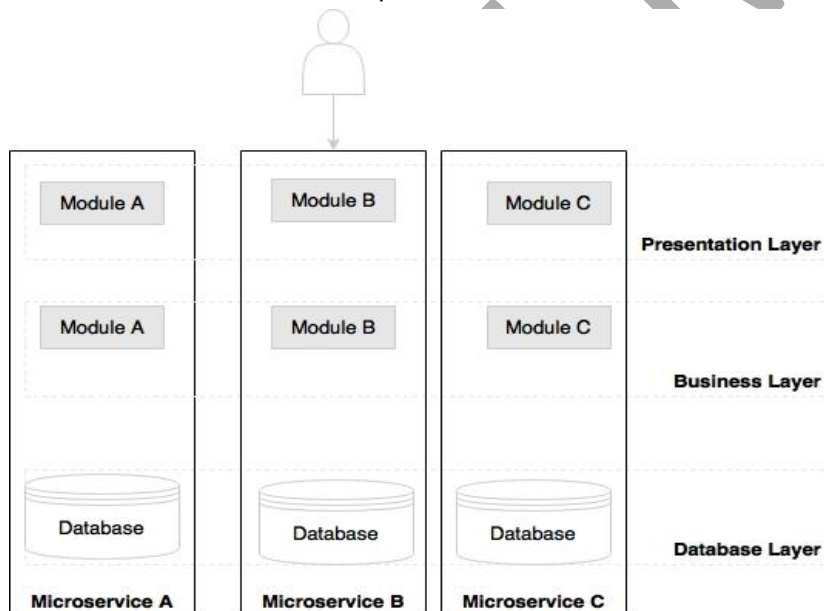 Module A Module B Module C
Presentation Layer
Module A Module B Module C
Business Layer
Database Database Database
Database Layer
Microservice A Microservice B Microservice C